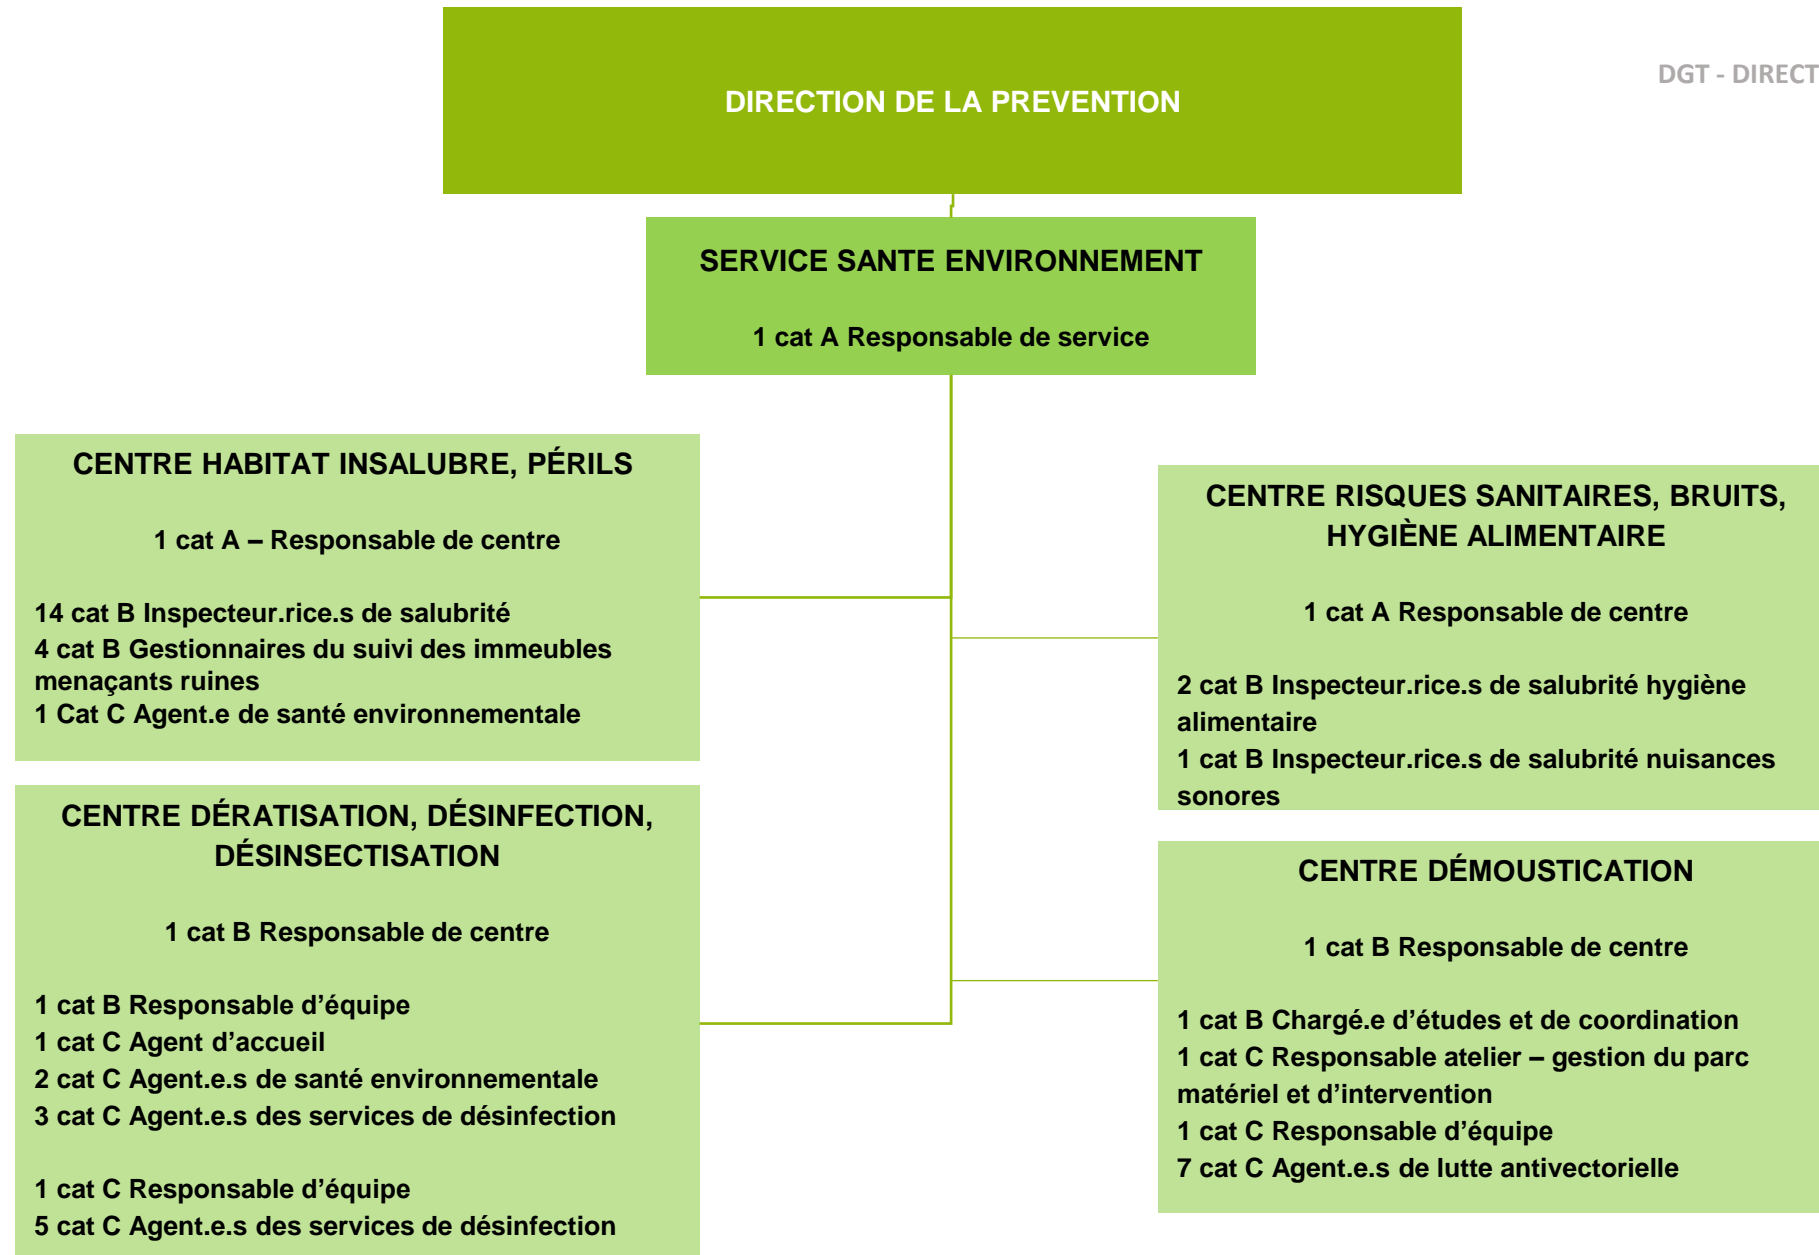 DGT - DIRECT
DIRECTION DE LA PREVENTION
SERVICE SANTE ENVIRONNEMENT
1 cat A Responsable de service
CENTRE HABITAT INSALUBRE, PÉRILS
1 cat A – Responsable de centre
14 cat B Inspecteur.rice.s de salubrité
4 cat B Gestionnaires du suivi des immeubles
menaçants ruines
1 Cat C Agent.e de santé environnementale
CENTRE RISQUES SANITAIRES, BRUITS,
HYGIÈNE ALIMENTAIRE
1 cat A Responsable de centre
2 cat B Inspecteur.rice.s de salubrité hygiène
alimentaire
1 cat B Inspecteur.rice.s de salubrité nuisances
sonores
CENTRE DÉRATISATION, DÉSINFECTION,
DÉSINSECTISATION
1 cat B Responsable de centre
1 cat B Responsable d’équipe
1 cat C Agent d’accueil
2 cat C Agent.e.s de santé environnementale
3 cat C Agent.e.s des services de désinfection
1 cat C Responsable d’équipe
5 cat C Agent.e.s des services de désinfection
CENTRE DÉMOUSTICATION
1 cat B Responsable de centre
1 cat B Chargé.e d’études et de coordination
1 cat C Responsable atelier – gestion du parc
matériel et d’intervention
1 cat C Responsable d’équipe
7 cat C Agent.e.s de lutte antivectorielle